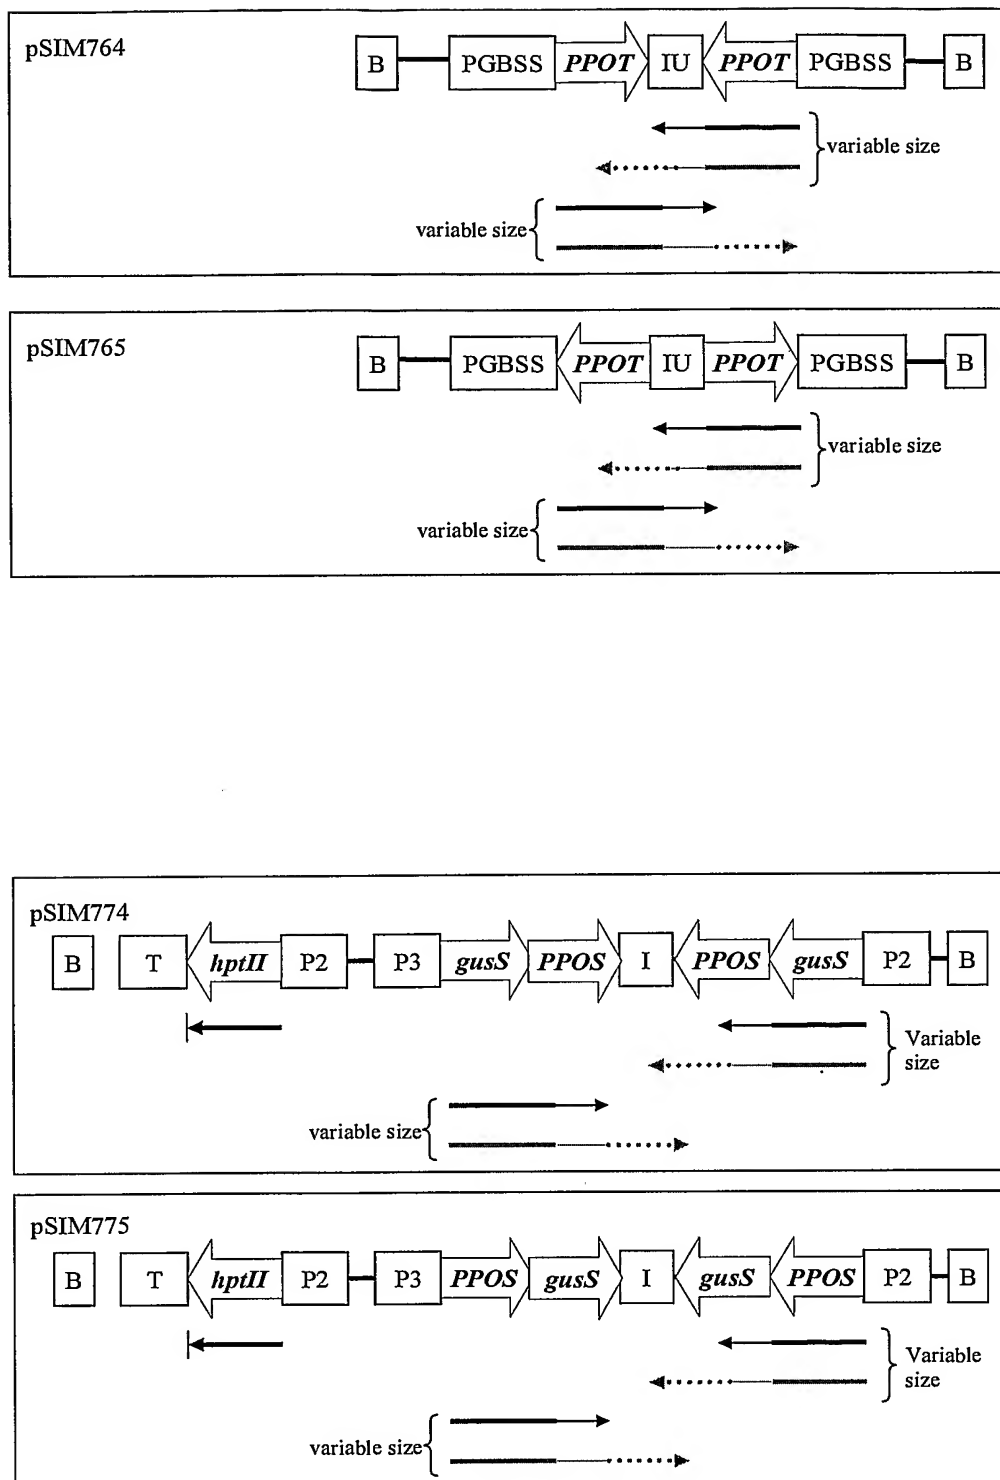 pSIM764
B PGBSS PPOT IU PPOT PGBSS B
variable size
variable size
pSIM765
B PGBSS PPOT IU PPOT PGBSS B
variable size
variable size
pSIM774
B T hptII P2 P3 gusS PPOS I PPOS gusS P2 B
Variable
size
variable size
pSIM775
B T hptII P2 P3 PPOS gusS I gusS PPOS P2 B
Variable
size
variable size